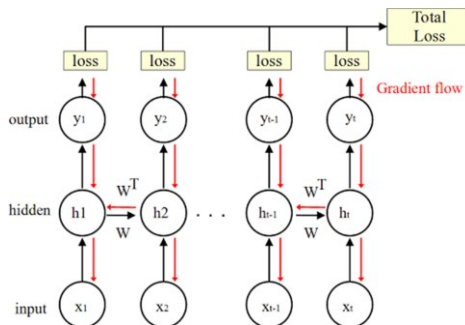 Total
Loss
loss loss loss loss
Gradient flow
output y1 y2 yt-1 yt
W^T W^T
hidden h1 h2 . . . ht-1 ht
W W
input x1 x2 xt-1 xt